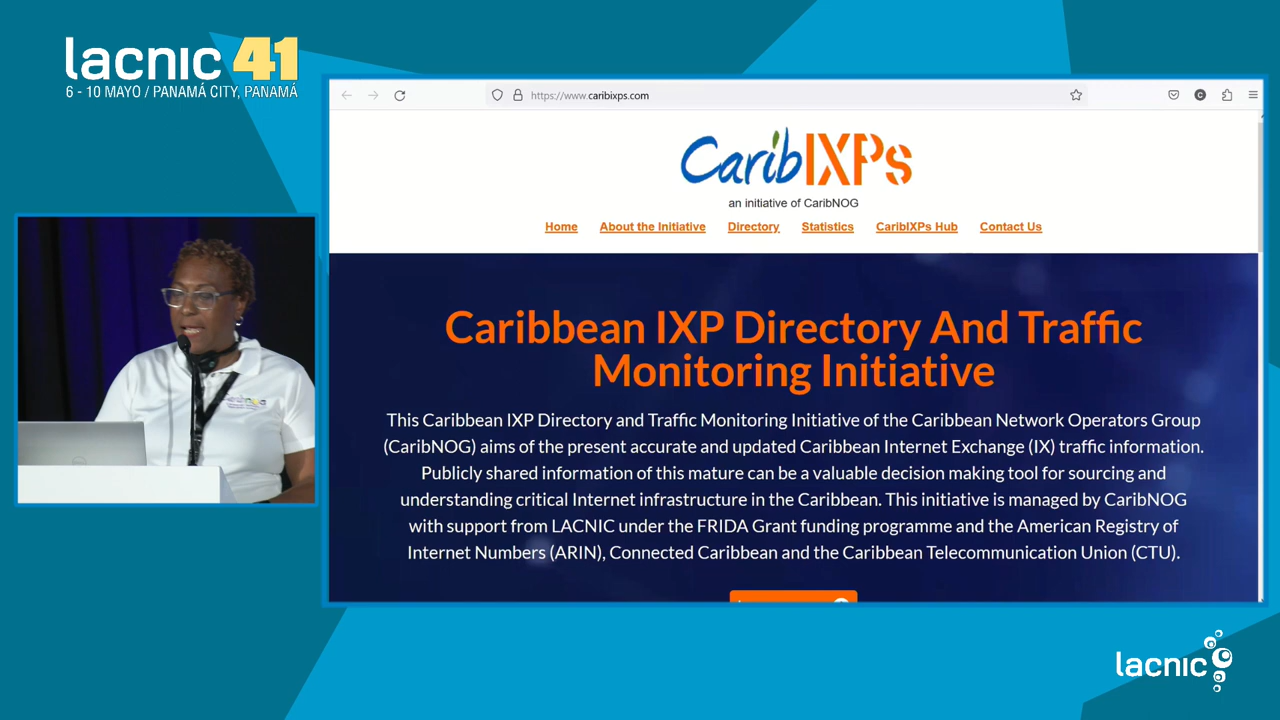 lacnic 41
6 - 10 MAYO / PANAMÁ CITY, PANAMÁ
https://www.caribixps.com
CaribIXPs
an initiative of CaribNOG
Home About the Initiative Directory Statistics CaribIXPs Hub Contact Us
Caribbean IXP Directory And Traffic
Monitoring Initiative
This Caribbean IXP Directory and Traffic Monitoring Initiative of the Caribbean Network Operators Group
(CaribNOG) aims of the present accurate and updated Caribbean Internet Exchange (IX) traffic information.
Publicly shared information of this mature can be a valuable decision making tool for sourcing and
understanding critical Internet infrastructure in the Caribbean. This initiative is managed by CaribNOG
with support from LACNIC under the FRIDA Grant funding programme and the American Registry of
Internet Numbers (ARIN), Connected Caribbean and the Caribbean Telecommunication Union (CTU).
lacnic